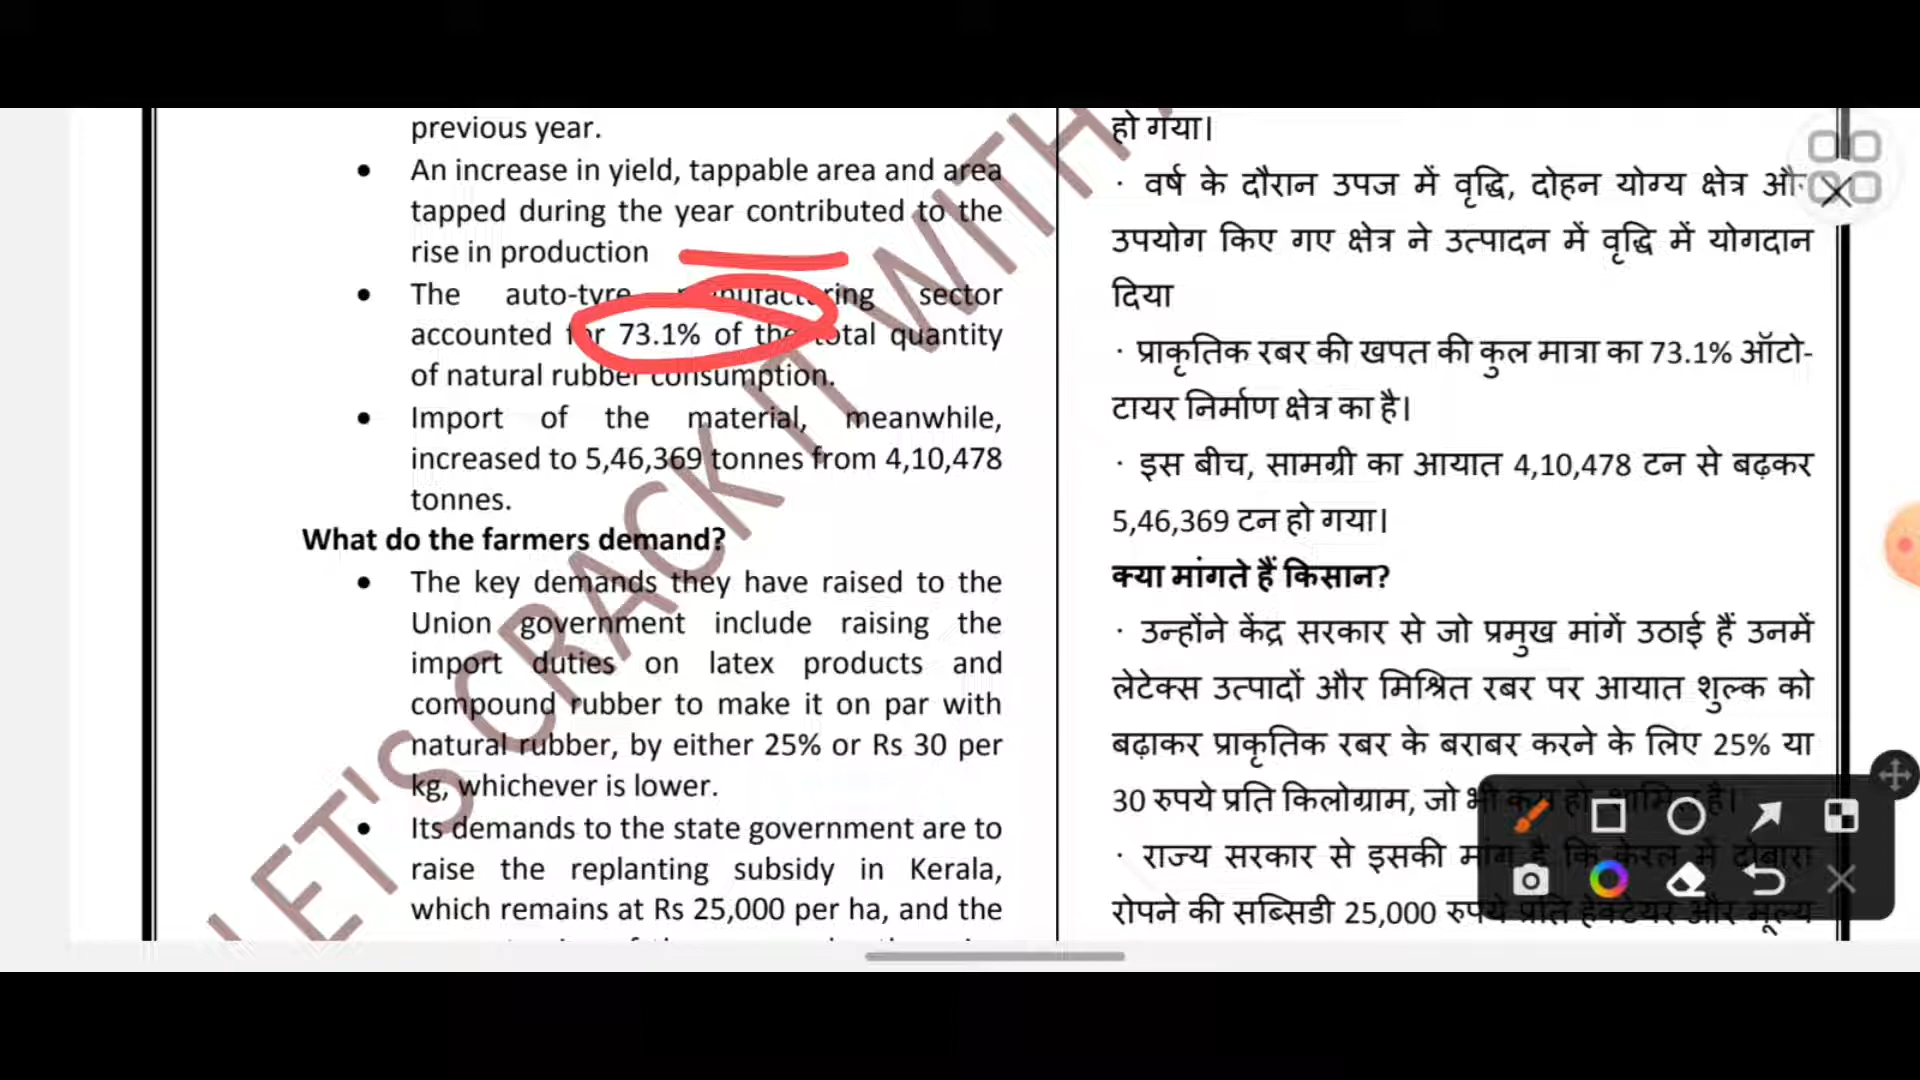 previous year.
• An increase in yield, tappable area and area
tapped during the year contributed to the
rise in production
• The auto-tyre manufacturing sector
accounted for 73.1% of the total quantity
of natural rubber consumption.
• Import of the material, meanwhile,
increased to 5,46,369 tonnes from 4,10,478
tonnes.
What do the farmers demand?
• The key demands they have raised to the
Union government include raising the
import duties on latex products and
compound rubber to make it on par with
natural rubber, by either 25% or Rs 30 per
kg, whichever is lower.
• Its demands to the state government are to
raise the replanting subsidy in Kerala,
which remains at Rs 25,000 per ha, and the
हो गया।
· वर्ष के दौरान उपज में वृद्धि, दोहन योग्य क्षेत्र और
उपयोग किए गए क्षेत्र ने उत्पादन में वृद्धि में योगदान
दिया
· प्राकृतिक रबर की खपत की कुल मात्रा का 73.1% ऑटो-
टायर निर्माण क्षेत्र का है।
· इस बीच, सामग्री का आयात 4,10,478 टन से बढ़कर
5,46,369 टन हो गया।
क्या मांगते हैं किसान?
· उन्होंने केंद्र सरकार से जो प्रमुख मांगें उठाई हैं उनमें
लेटेक्स उत्पादों और मिश्रित रबर पर आयात शुल्क को
बढ़ाकर प्राकृतिक रबर के बराबर करने के लिए 25% या
30 रुपये प्रति किलोग्राम, जो भी कम हो, शामिल है।
· राज्य सरकार से इसकी मांग है कि केरल में दोबारा
रोपने की सब्सिडी 25,000 रुपये प्रति हेक्टेयर और मूल्य
LET'S CRACK IT WITH